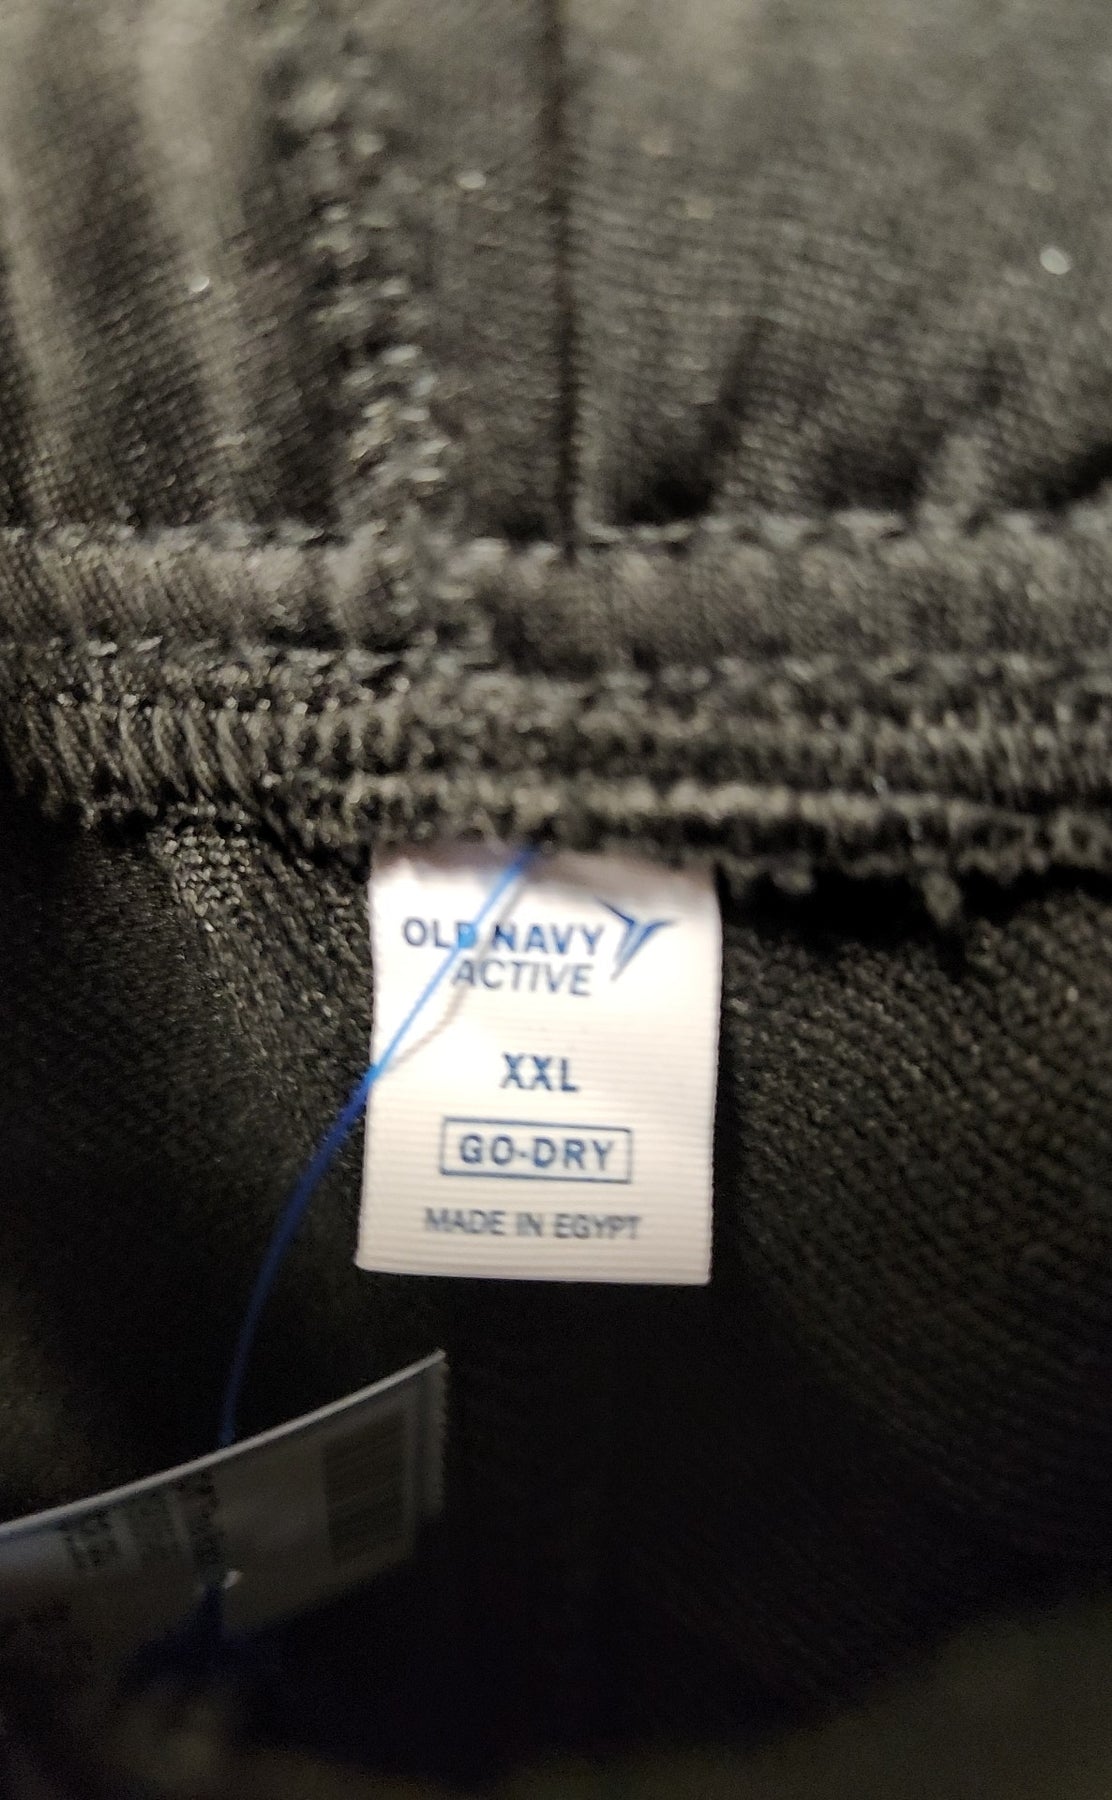 OLD NAVY
ACTIVE
XXL
GO-DRY
MADE IN EGYPT